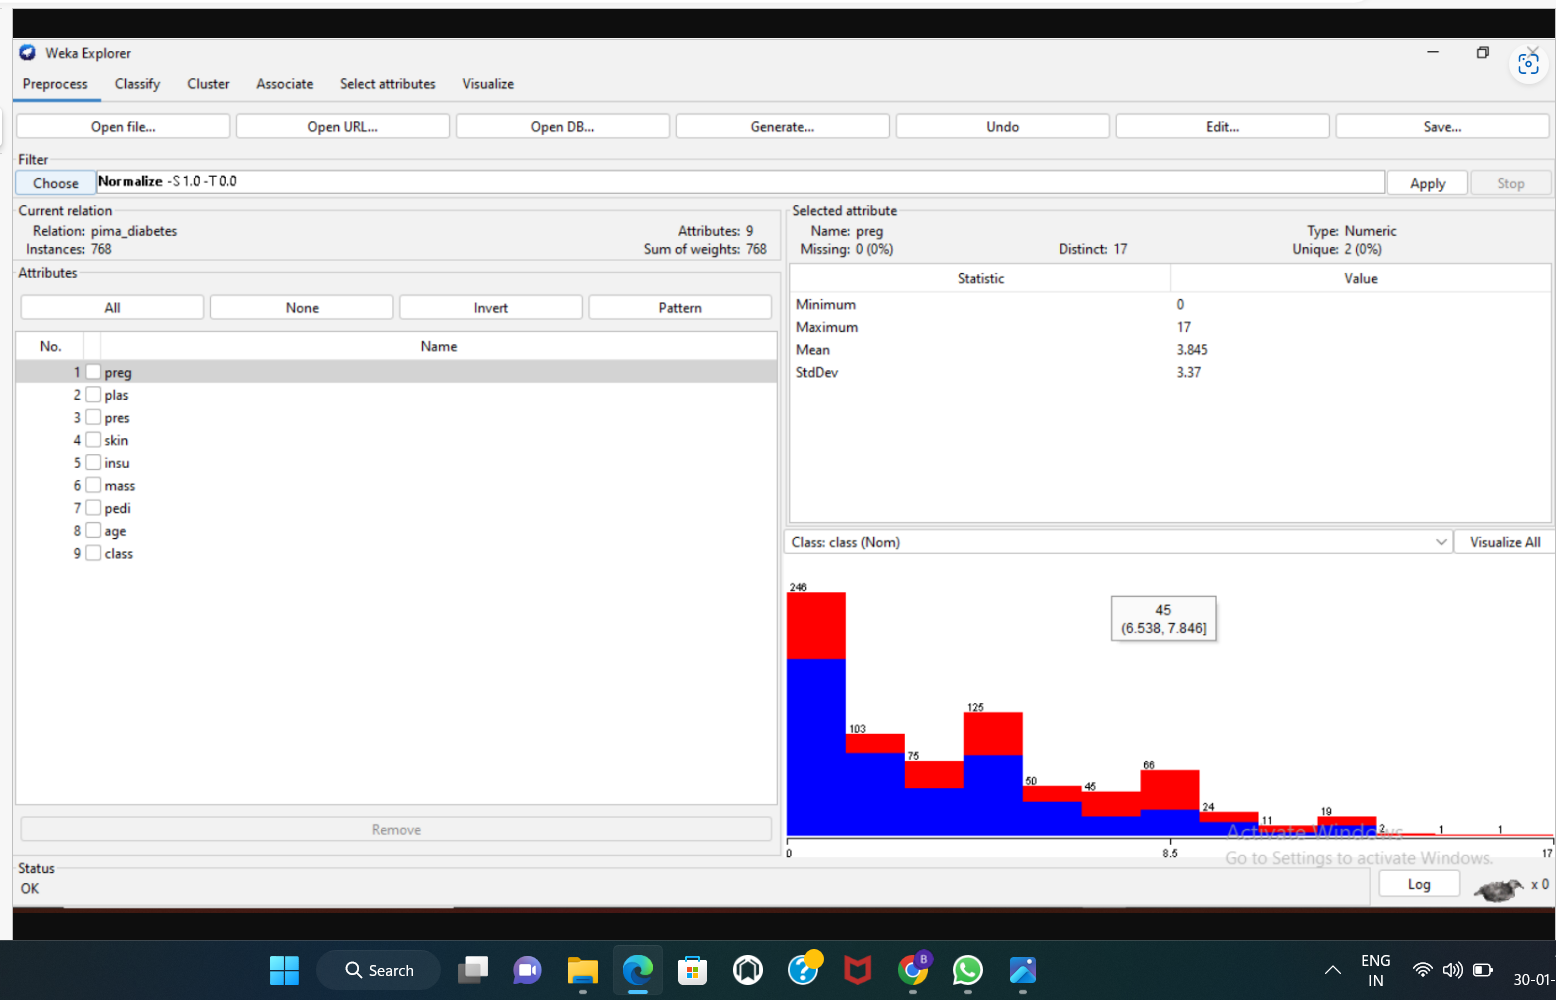 Weka Explorer
Preprocess Classify Cluster Associate Select attributes Visualize
Open file... Open URL... Open DB... Generate... Undo Edit... Save...
Filter
Choose Normalize -S 1.0 -T 0.0 Apply Stop
Current relation
Relation: pima_diabetes Attributes: 9
Instances: 768 Sum of weights: 768
Attributes
All None Invert Pattern
No. Name
1 preg
2 plas
3 pres
4 skin
5 insu
6 mass
7 pedi
8 age
9 class
Remove
Selected attribute
Name: preg Type: Numeric
Missing: 0 (0%) Distinct: 17 Unique: 2 (0%)
Statistic Value
Minimum 0
Maximum 17
Mean 3.845
StdDev 3.37
Class: class (Nom) Visualize All
246
45
(6.538, 7.846]
125
103
75
66
50
45
24
19
11
2
1
1
0 8.5 17
Activate Windows
Go to Settings to activate Windows.
Status
OK
Log x 0
Search
B
ENG
IN
30-01-